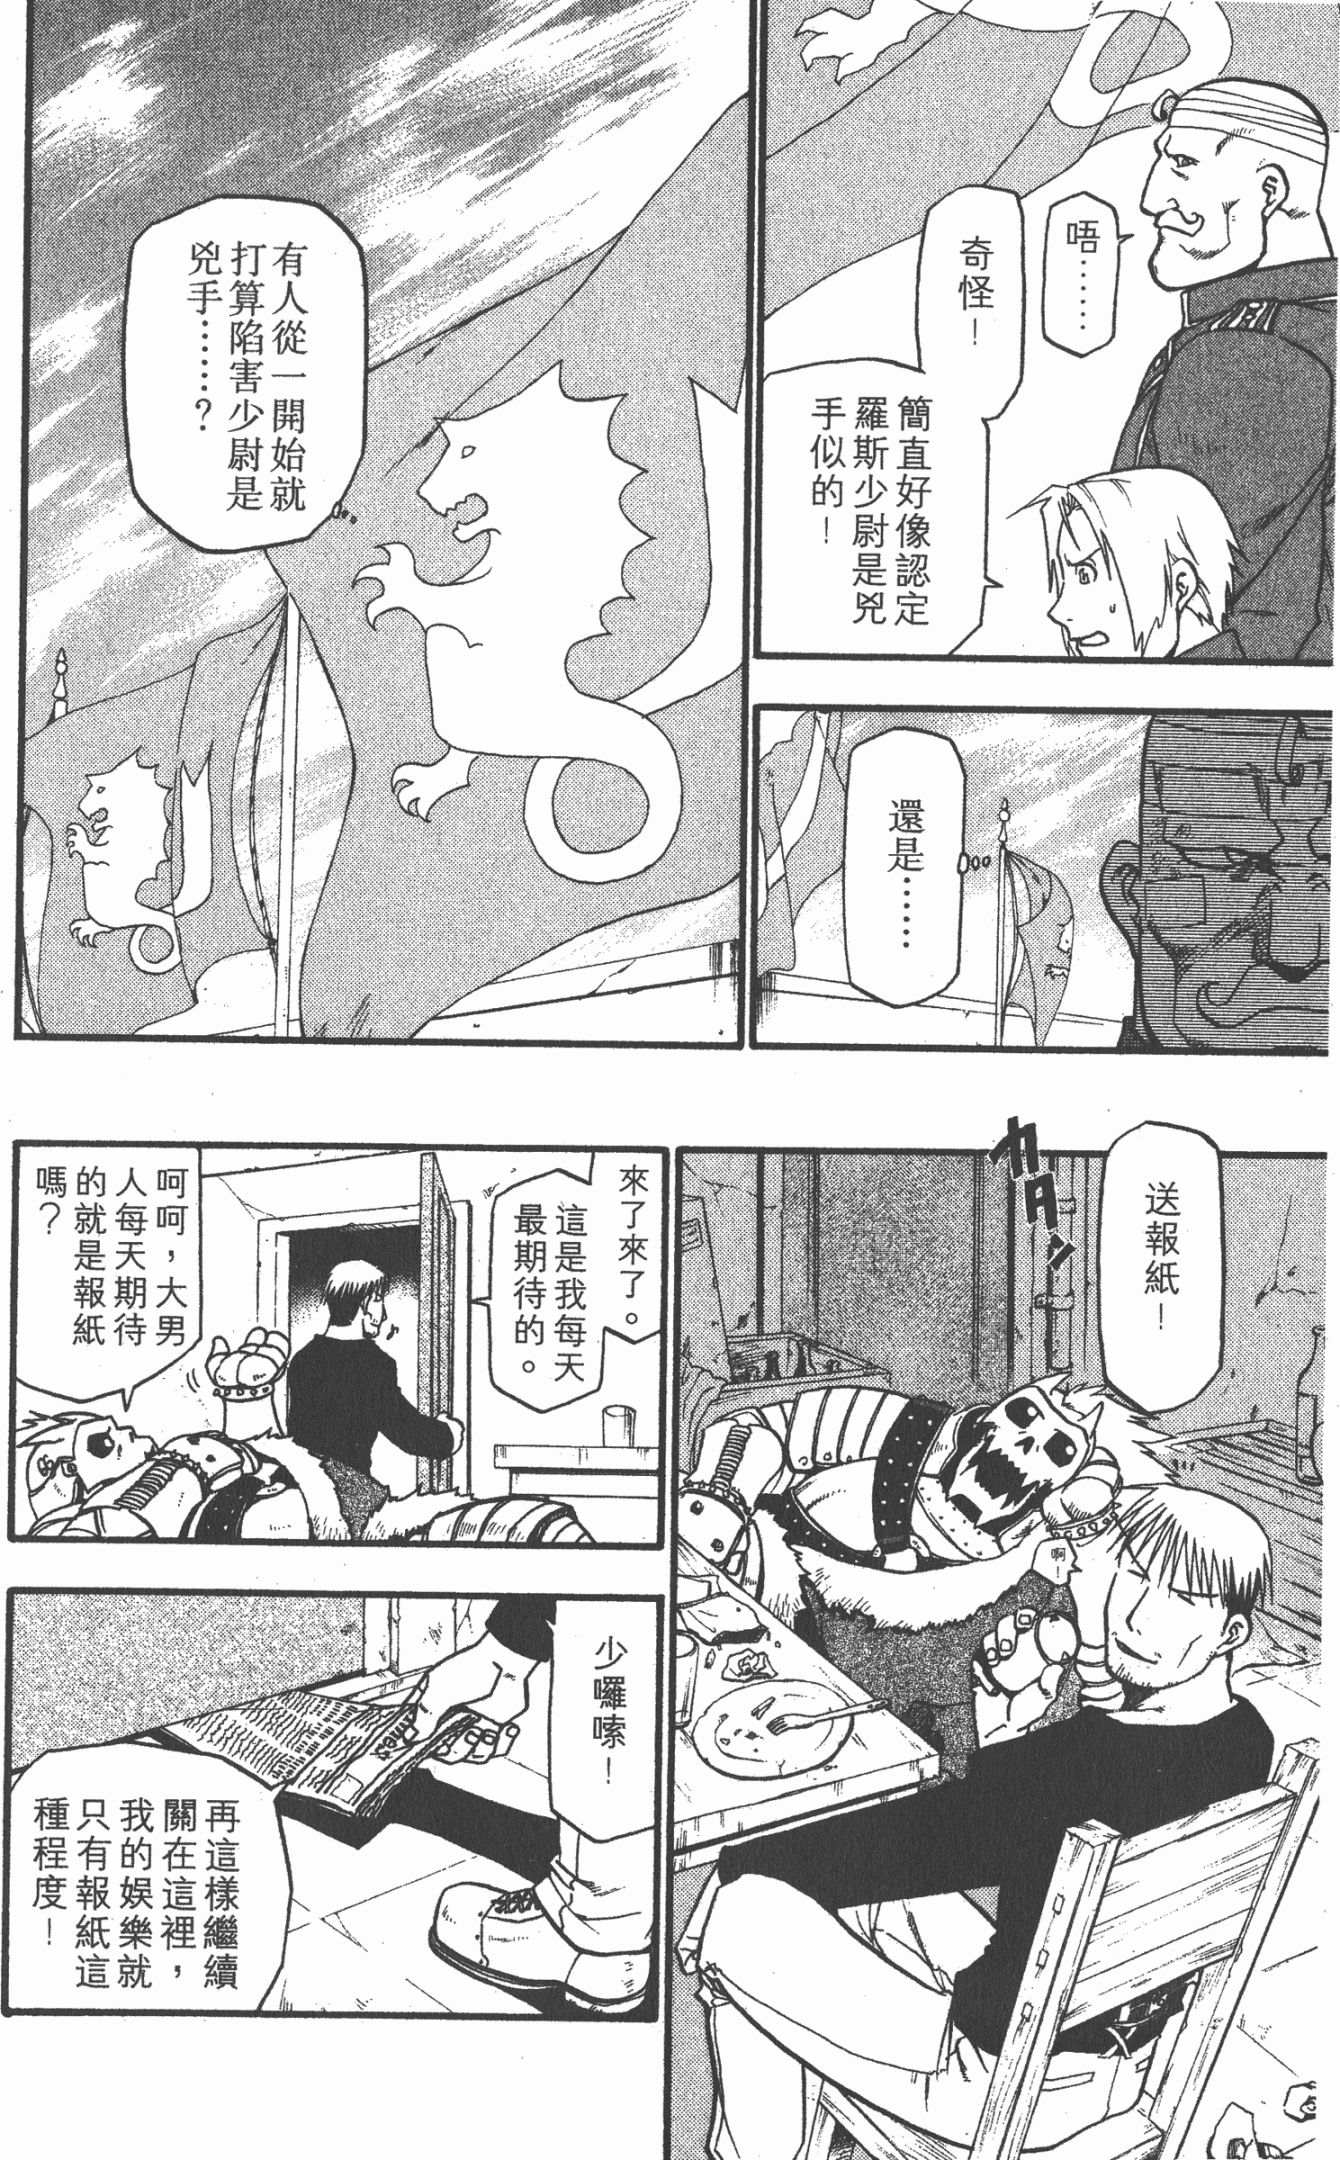 唔……
奇怪！
簡直好像認定
羅斯少尉是兇
手似的！
還是……
有人從一開始就
打算陷害少尉是
兇手……？
送報紙！
カタン
啊
來了來了。
這是我每天
最期待的。
呵呵，大男
人每天期待
的就是報紙
嗎？
少囉嗦！
再這樣繼續
關在這裡，
我的娛樂就
只有報紙這
種程度！